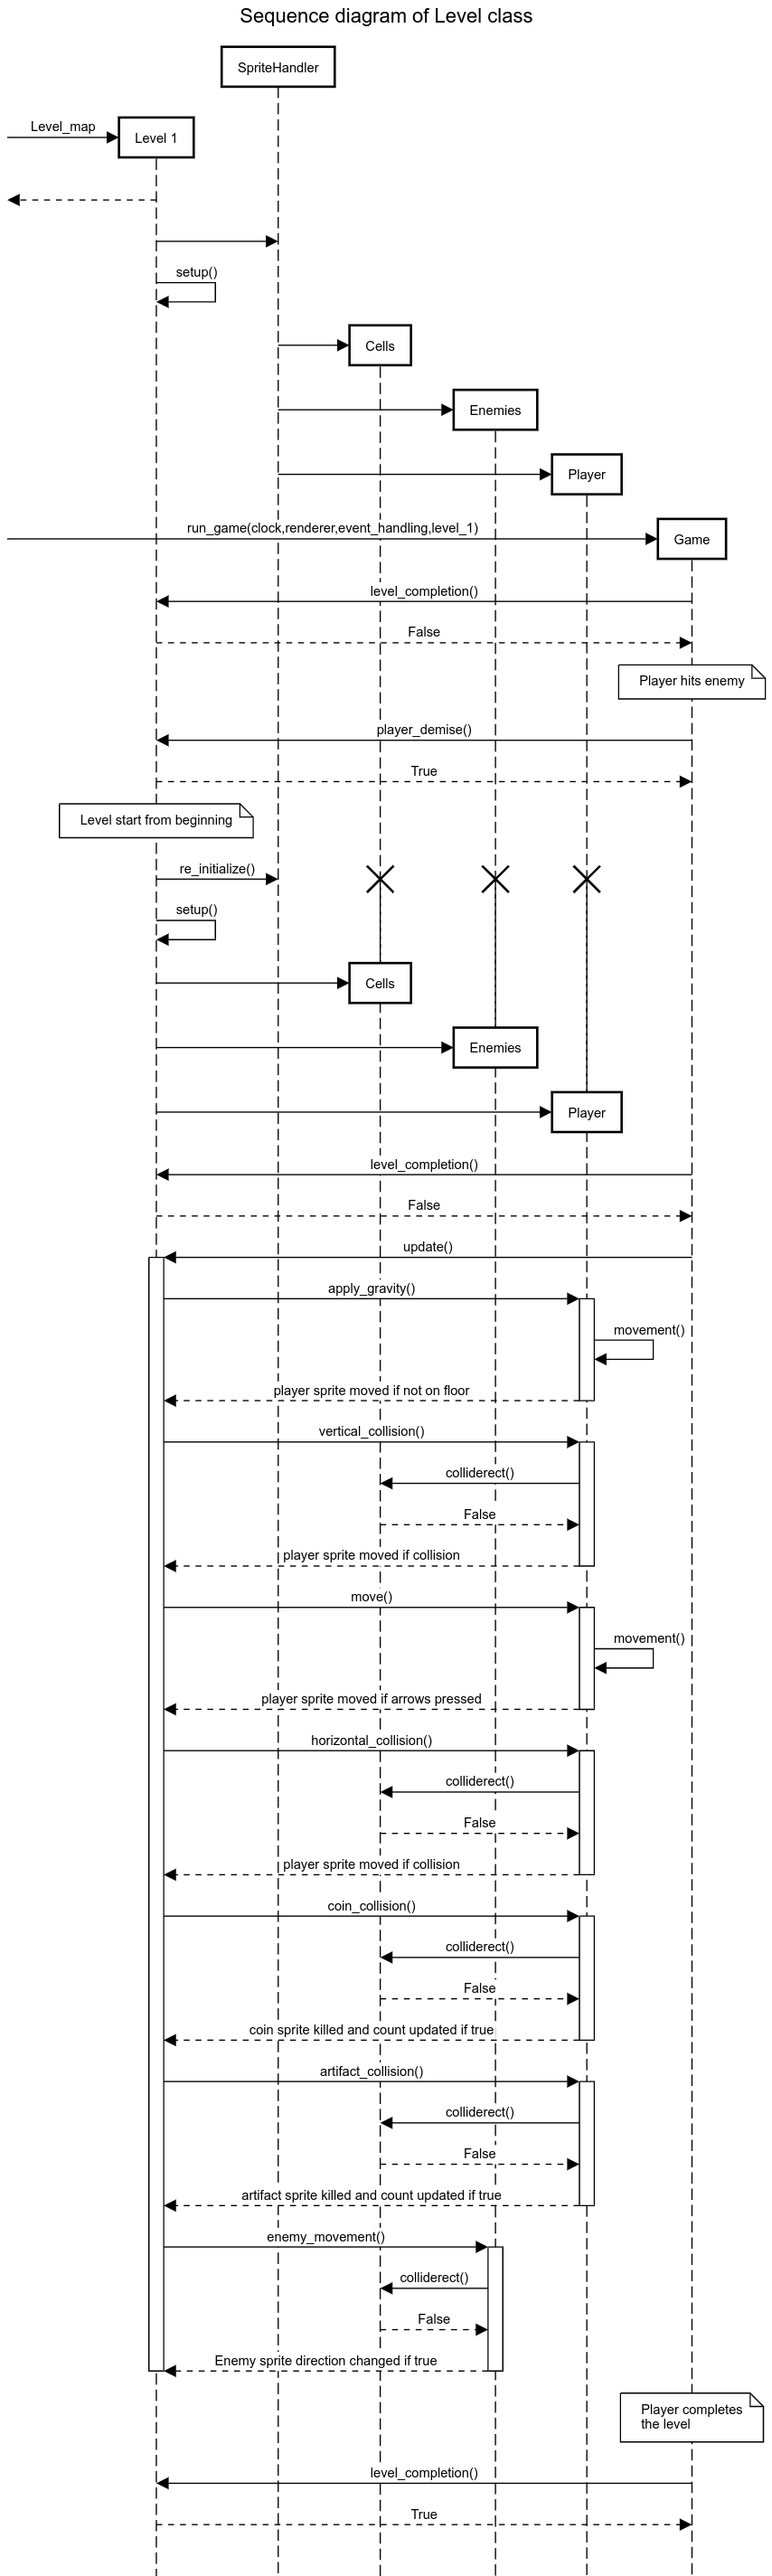 Sequence diagram of Level class
SpriteHandler
Level_map
Level 1
setup()
Cells
Enemies
Player
run_game(clock,renderer,event_handling,level_1)
Game
level_completion()
False
Player hits enemy
player_demise()
True
Level start from beginning
re_initialize()
setup()
Cells
Enemies
Player
level_completion()
False
update()
apply_gravity()
movement()
player sprite moved if not on floor
vertical_collision()
colliderect()
False
player sprite moved if collision
move()
movement()
player sprite moved if arrows pressed
horizontal_collision()
colliderect()
False
player sprite moved if collision
coin_collision()
colliderect()
False
coin sprite killed and count updated if true
artifact_collision()
colliderect()
False
artifact sprite killed and count updated if true
enemy_movement()
colliderect()
False
Enemy sprite direction changed if true
Player completes
the level
level_completion()
True